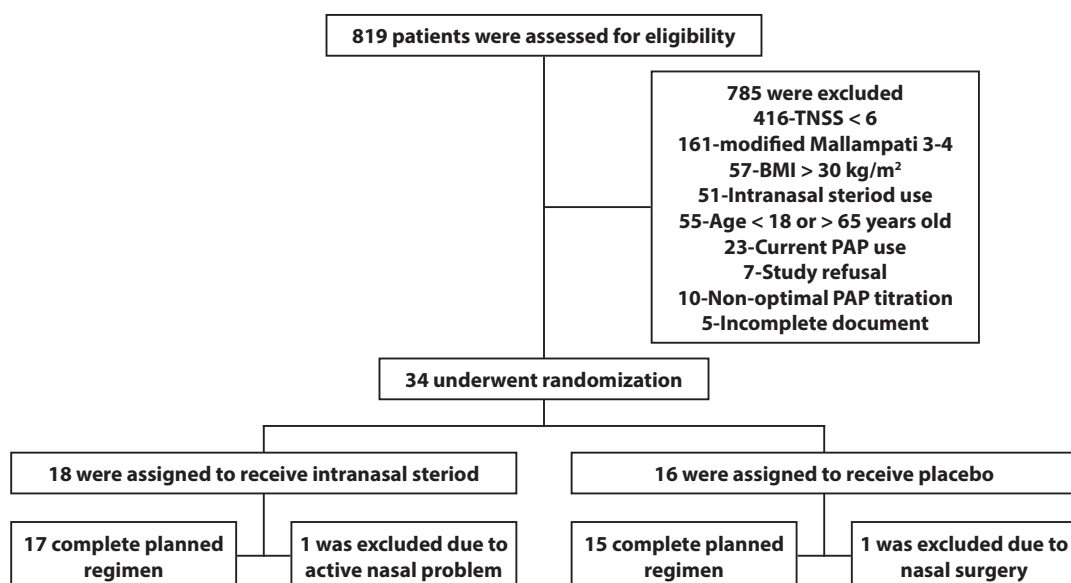 819 patients were assessed for eligibility
785 were excluded
416-TNSS < 6
161-modified Mallampati 3-4
57-BMI > 30 kg/m²
51-Intranasal steriod use
55-Age < 18 or > 65 years old
23-Current PAP use
7-Study refusal
10-Non-optimal PAP titration
5-Incomplete document
34 underwent randomization
18 were assigned to receive intranasal steriod
16 were assigned to receive placebo
17 complete planned
regimen
1 was excluded due to
active nasal problem
15 complete planned
regimen
1 was excluded due to
nasal surgery